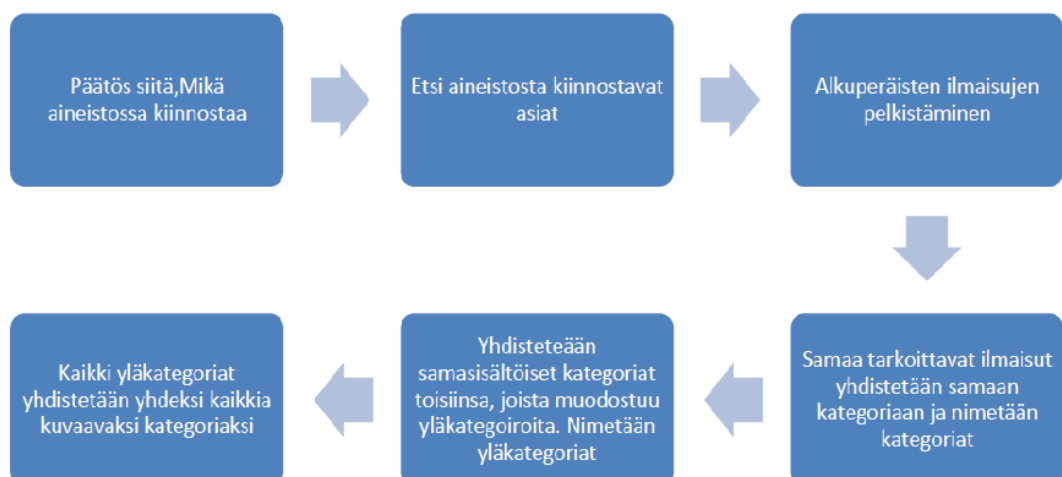 Päätös siitä,Mikä
aineistossa kiinnostaa
Etsi aineistosta kiinnostavat
asiat
Alkuperäisten ilmaisujen
pelkistäminen
Samaa tarkoittavat ilmaisut
yhdistetään samaan
kategoriaan ja nimetään
kategoriat
Yhdisteteään
samasisältöiset kategoriat
toisiinsa, joista muodostuu
yläkategoiroita. Nimetään
yläkategoriat
Kaikki yläkategoriat
yhdistetään yhdeksi kaikkia
kuvaavaksi kategoriaksi